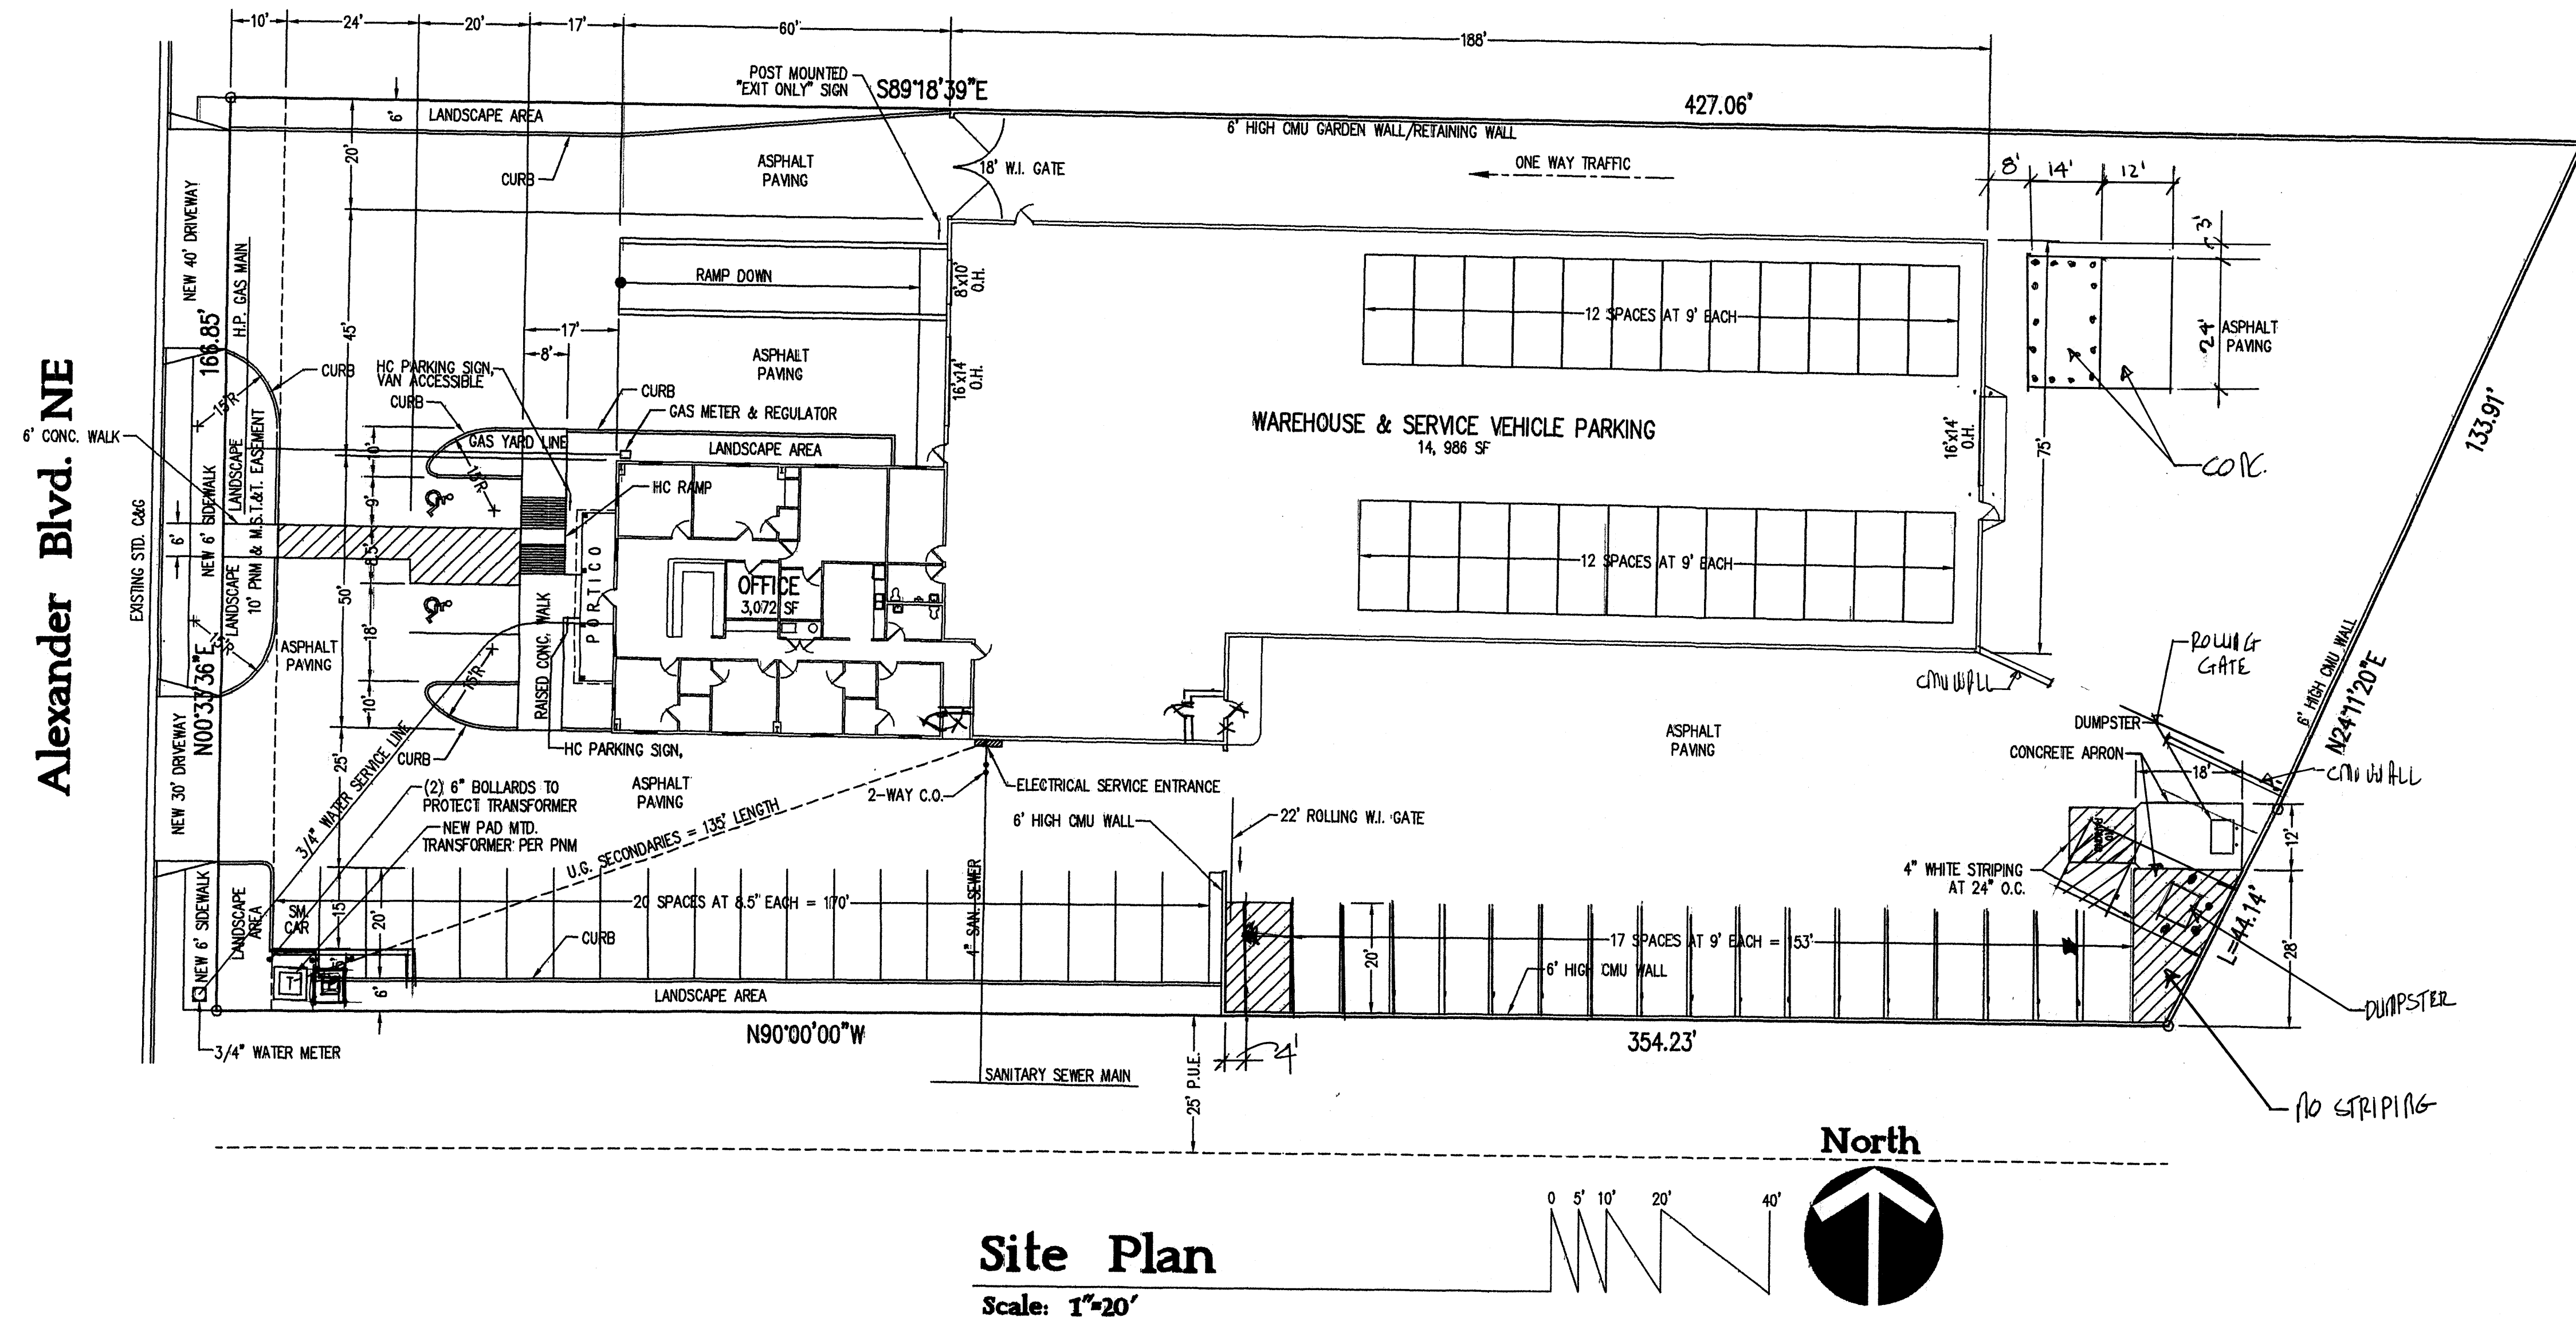 10'
24'
20'
17'
60'
188'
POST MOUNTED
"EXIT ONLY" SIGN
S89°18'39"E
427.06'
6'
LANDSCAPE AREA
6' HIGH CMU GARDEN WALL/RETAINING WALL
20'
CURB
ASPHALT
PAVING
18' W.I. GATE
ONE WAY TRAFFIC
8'
14'
12'
3'
24'
NEW 40' DRIVEWAY
H.P. GAS MAIN
166.85'
45'
RAMP DOWN
8'x10'
O.H.
12 SPACES AT 9' EACH
ASPHALT
PAVING
17'
8'
ASPHALT
PAVING
16'x14'
O.H.
HC PARKING SIGN,
VAN ACCESSIBLE
CURB
CURB
CURB
15'R
GAS METER & REGULATOR
WAREHOUSE & SERVICE VEHICLE PARKING
14, 986 SF
16'x14'
O.H.
75'
133.91'
CONC.
Alexander Blvd. NE
6' CONC. WALK
EXISTING STD. C&G
NEW 6' SIDEWALK
LANDSCAPE
LANDSCAPE
10' PNM & M.S.T.&T. EASEMENT
GAS YARD LINE
LANDSCAPE AREA
10'
15'R
9'
HC RAMP
6'
8.5'
50'
PORTICO
OFFICE
3,072 SF
12 SPACES AT 9' EACH
RAISED CONC. WALK
18'
ASPHALT
PAVING
15'R
15'R
10'
N00°33'36"E
6' HIGH CMU WALL
N24°11'20"E
ROLLING
GATE
CMU WALL
CMU WALL
DUMPSTER
CONCRETE APRON
18'
ASPHALT
PAVING
NEW 30' DRIVEWAY
3/4" WATER SERVICE LINE
25'
CURB
HC PARKING SIGN,
ASPHALT
PAVING
(2) 6" BOLLARDS TO
PROTECT TRANSFORMER
NEW PAD MTD.
TRANSFORMER PER PNM
2-WAY C.O.
ELECTRICAL SERVICE ENTRANCE
U.G. SECONDARIES = 135' LENGTH
6' HIGH CMU WALL
22' ROLLING W.I. GATE
12'
4" WHITE STRIPING
AT 24" O.C.
NEW 6' SIDEWALK
LANDSCAPE
AREA
SM.
CAR
15'
20'
20 SPACES AT 8.5' EACH = 170'
4" SAN. SEWER
CURB
20'
17 SPACES AT 9' EACH = 153'
6' HIGH CMU WALL
L=44.14'
28'
T
6'
LANDSCAPE AREA
DUMPSTER
3/4" WATER METER
N90°00'00"W
354.23'
4'
SANITARY SEWER MAIN
25' P.U.E.
NO STRIPING
North
0 5' 10' 20' 40'
Site Plan
Scale: 1"=20'